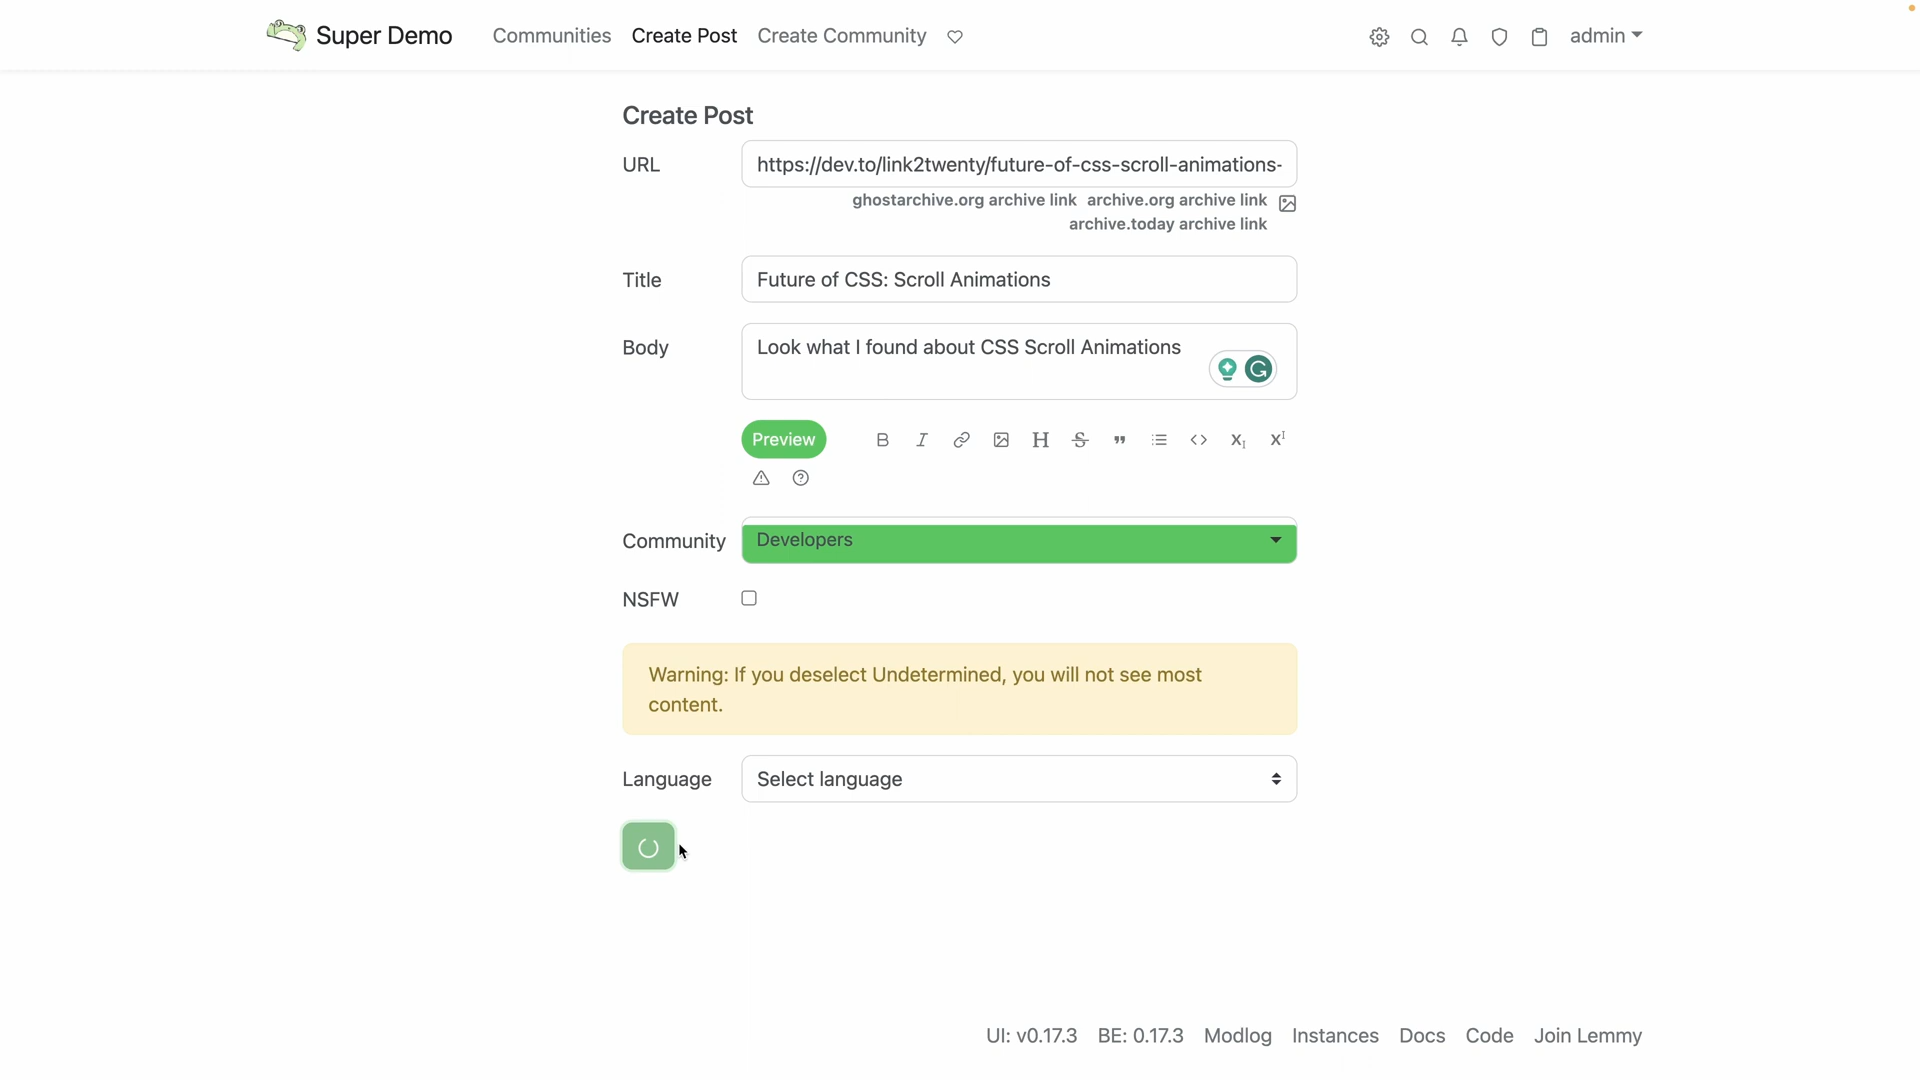 Super Demo
Communities
Create Post
Create Community
admin
Create Post
URL
https://dev.to/link2twenty/future-of-css-scroll-animations-
ghostarchive.org archive link archive.org archive link
archive.today archive link
Title
Future of CSS: Scroll Animations
Body
Look what I found about CSS Scroll Animations
Preview
Community
Developers
NSFW
Warning: If you deselect Undetermined, you will not see most
content.
Language
Select language
UI: v0.17.3
BE: 0.17.3
Modlog
Instances
Docs
Code
Join Lemmy